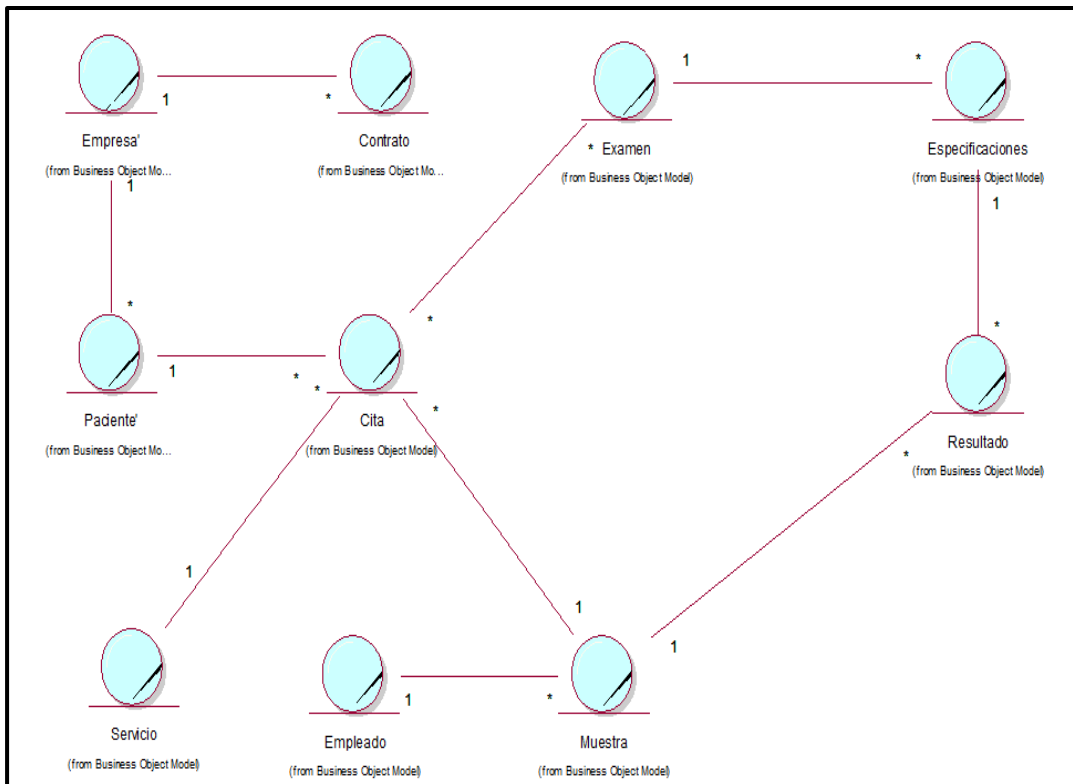 1
*
1
*
Empresa'
(from Business Object Mo...
Contrato
(from Business Object Mo...
* Examen
(from Business Object Model)
Especificaciones
(from Business Object Model)
1
1
*
*
*
1
*
*
*
Paciente'
(from Business Object Mo...
Cita
(from Business Object Model)
Resultado
(from Business Object Model)
*
1
1
1
1
*
Servicio
(from Business Object Model)
Empleado
(from Business Object Model)
Muestra
(from Business Object Model)